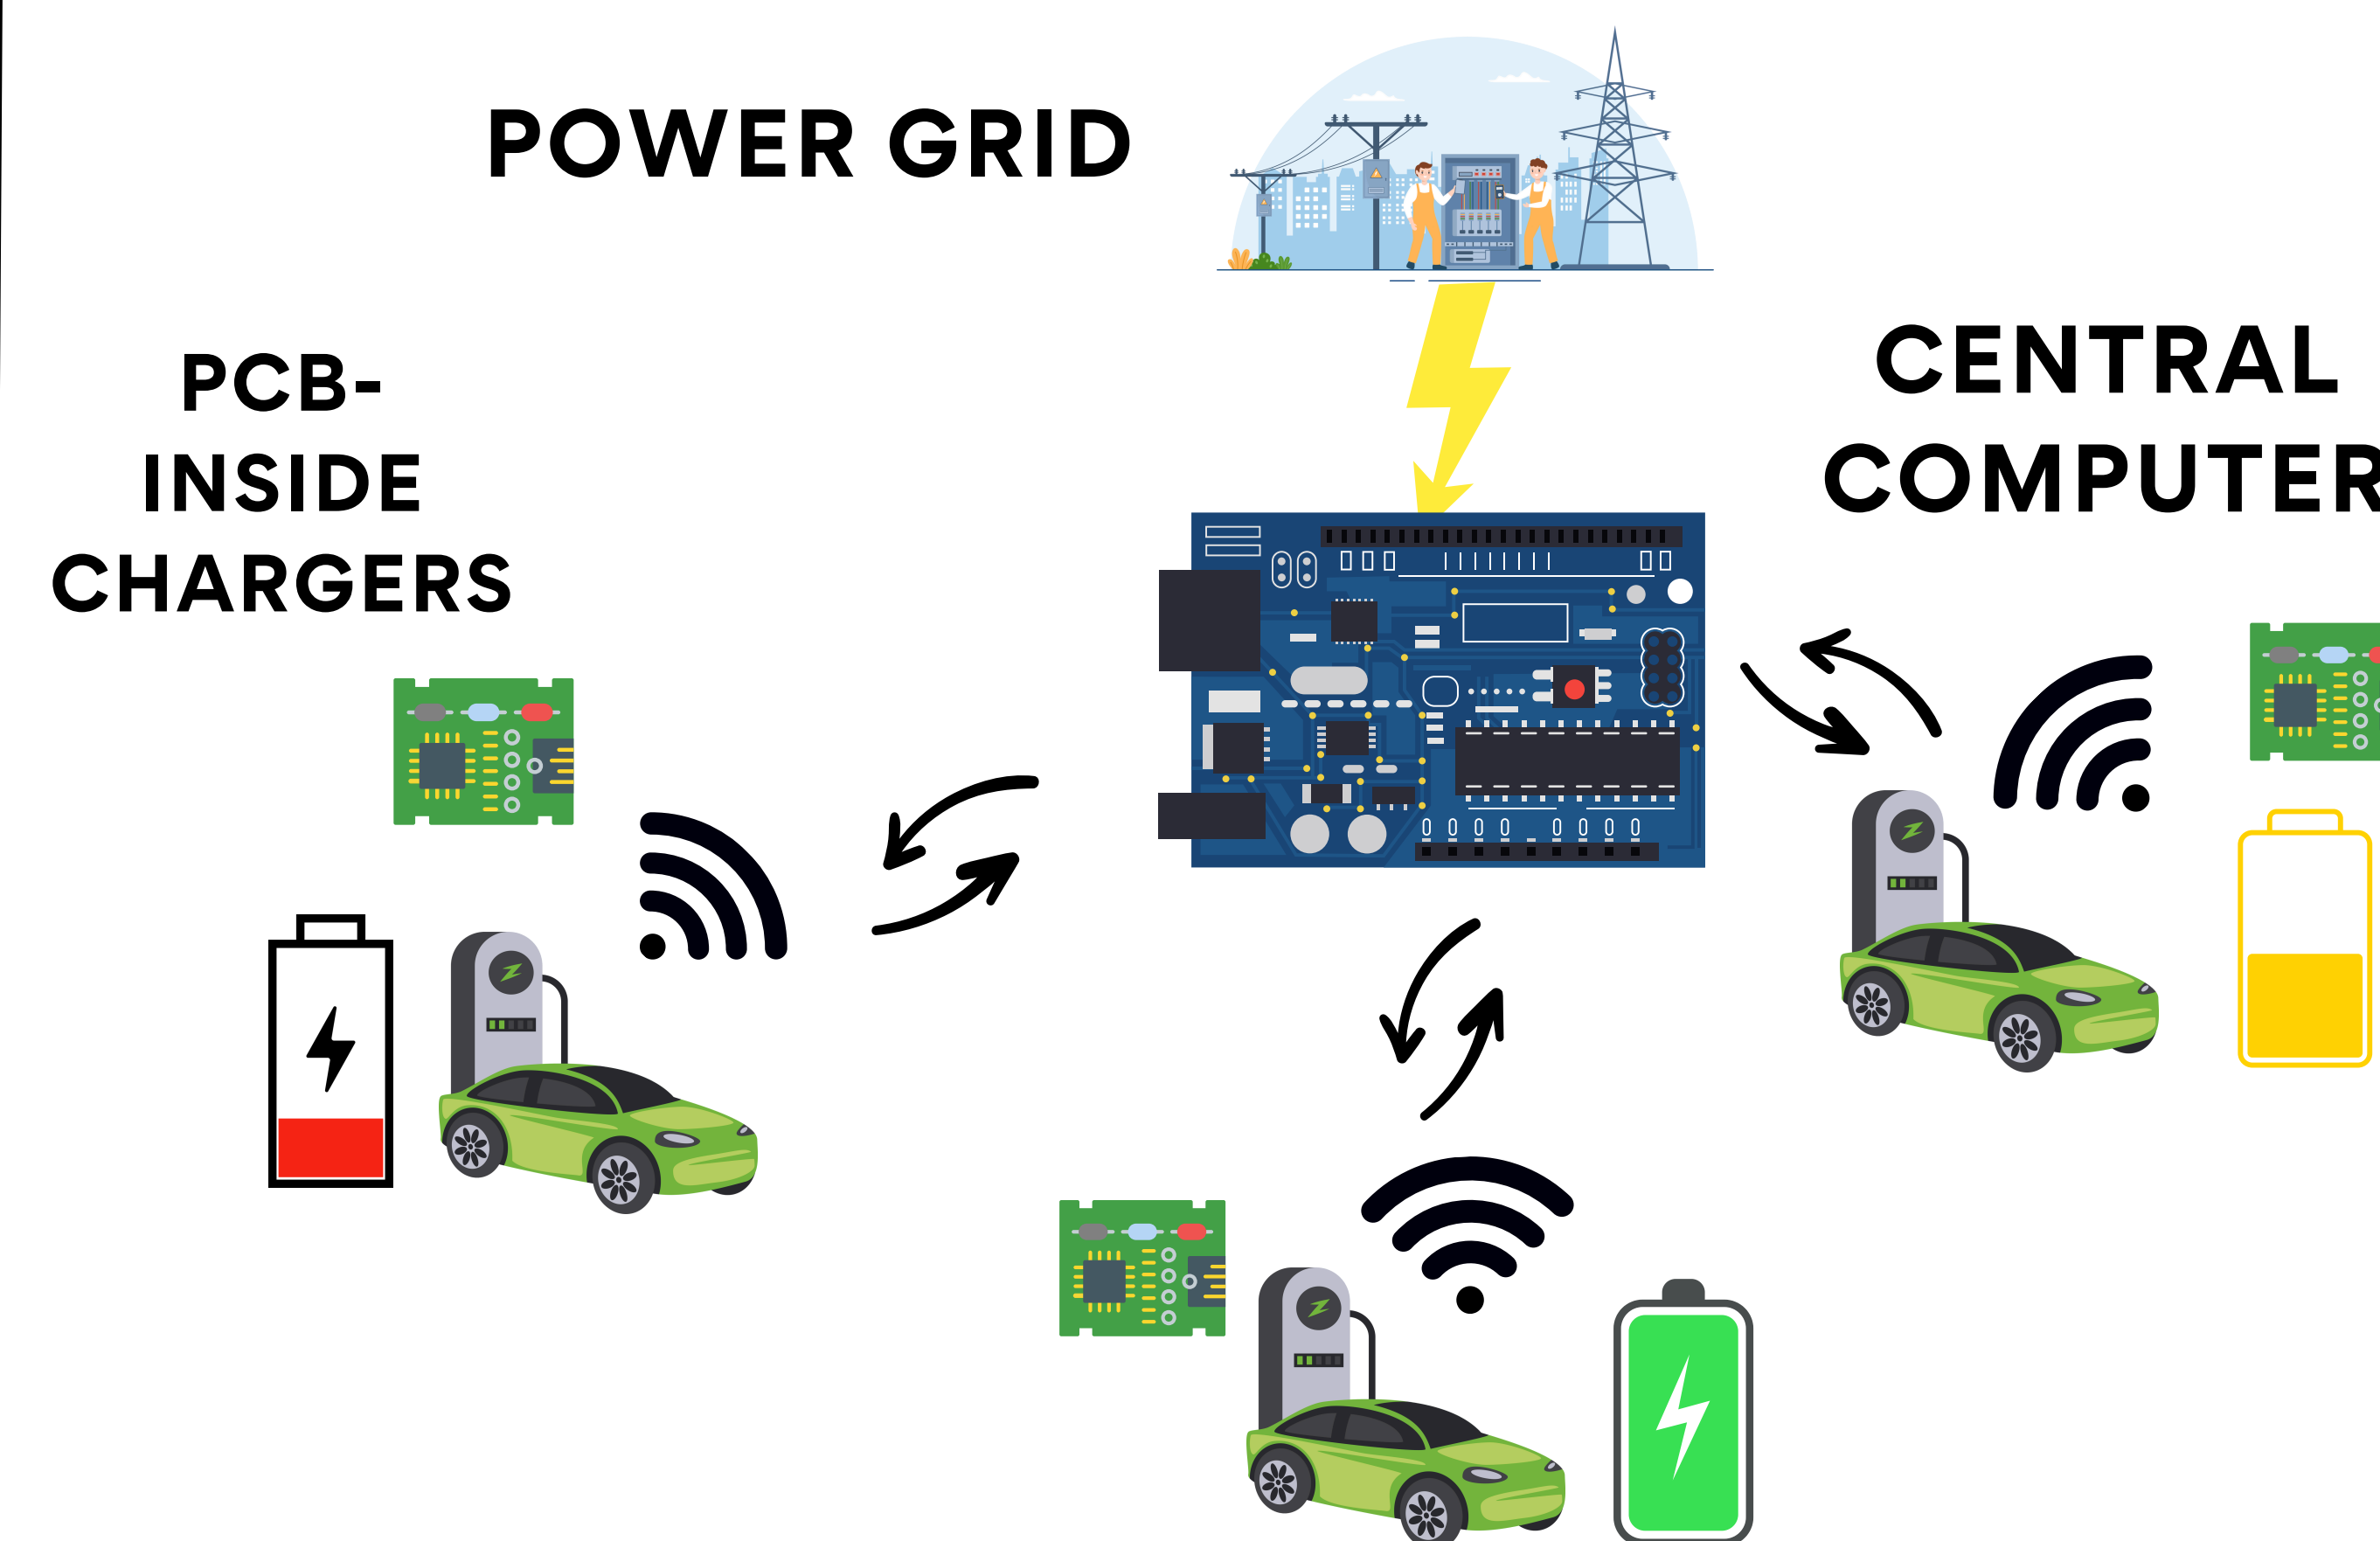 POWER GRID
PCB-
INSIDE
CHARGERS
CENTRAL
COMPUTER